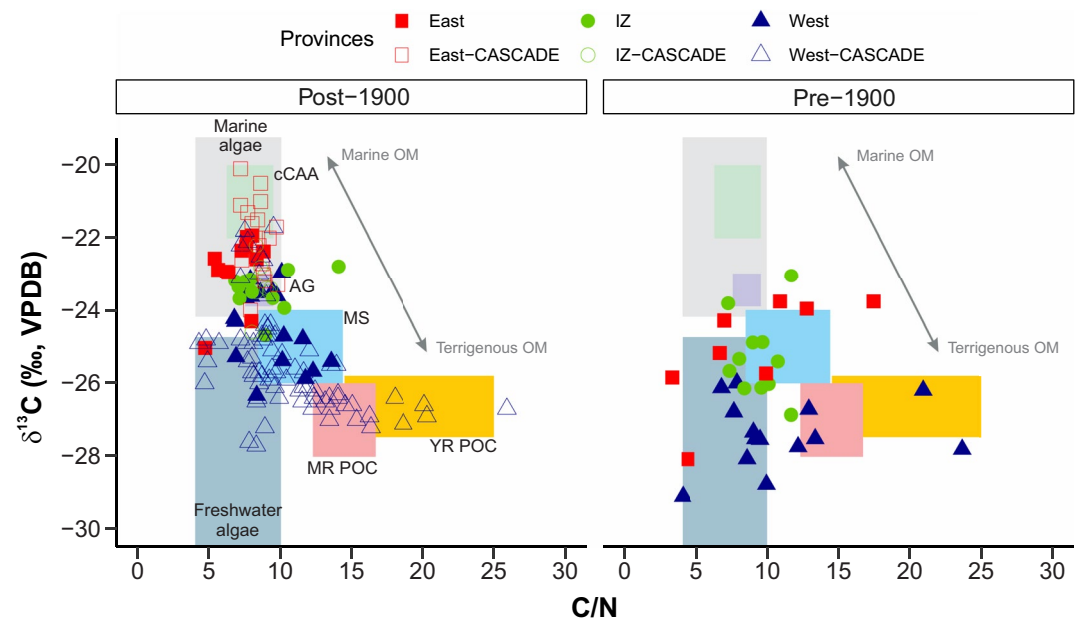 Provinces
East
IZ
West
East−CASCADE
IZ−CASCADE
West−CASCADE
Post−1900
Pre−1900
δ¹³C (‰, VPDB)
−20
−22
−24
−26
−28
−30
Marine
algae
cCAA
Marine OM
AG
MS
Terrigenous OM
YR POC
MR POC
Freshwater
algae
Marine OM
Terrigenous OM
0 5 10 15 20 25 30
0 5 10 15 20 25 30
C/N